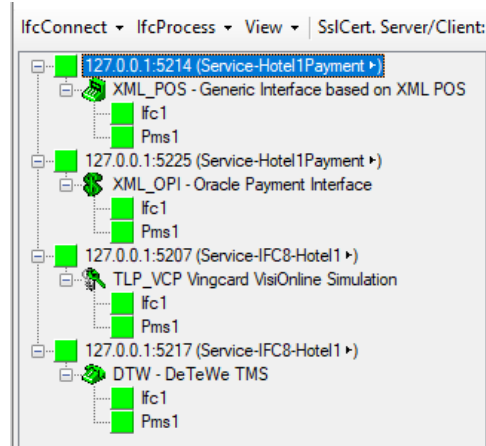 IfcConnect ▾ IfcProcess ▾ View ▾ SslCert. Server/Client:
127.0.0.1:5214 (Service-Hotel1Payment ▸)
XML_POS - Generic Interface based on XML POS
Ifc1
Pms1
127.0.0.1:5225 (Service-Hotel1Payment ▸)
XML_OPI - Oracle Payment Interface
Ifc1
Pms1
127.0.0.1:5207 (Service-IFC8-Hotel1 ▸)
TLP_VCP Vingcard VisiOnline Simulation
Ifc1
Pms1
127.0.0.1:5217 (Service-IFC8-Hotel1 ▸)
DTW - DeTeWe TMS
Ifc1
Pms1